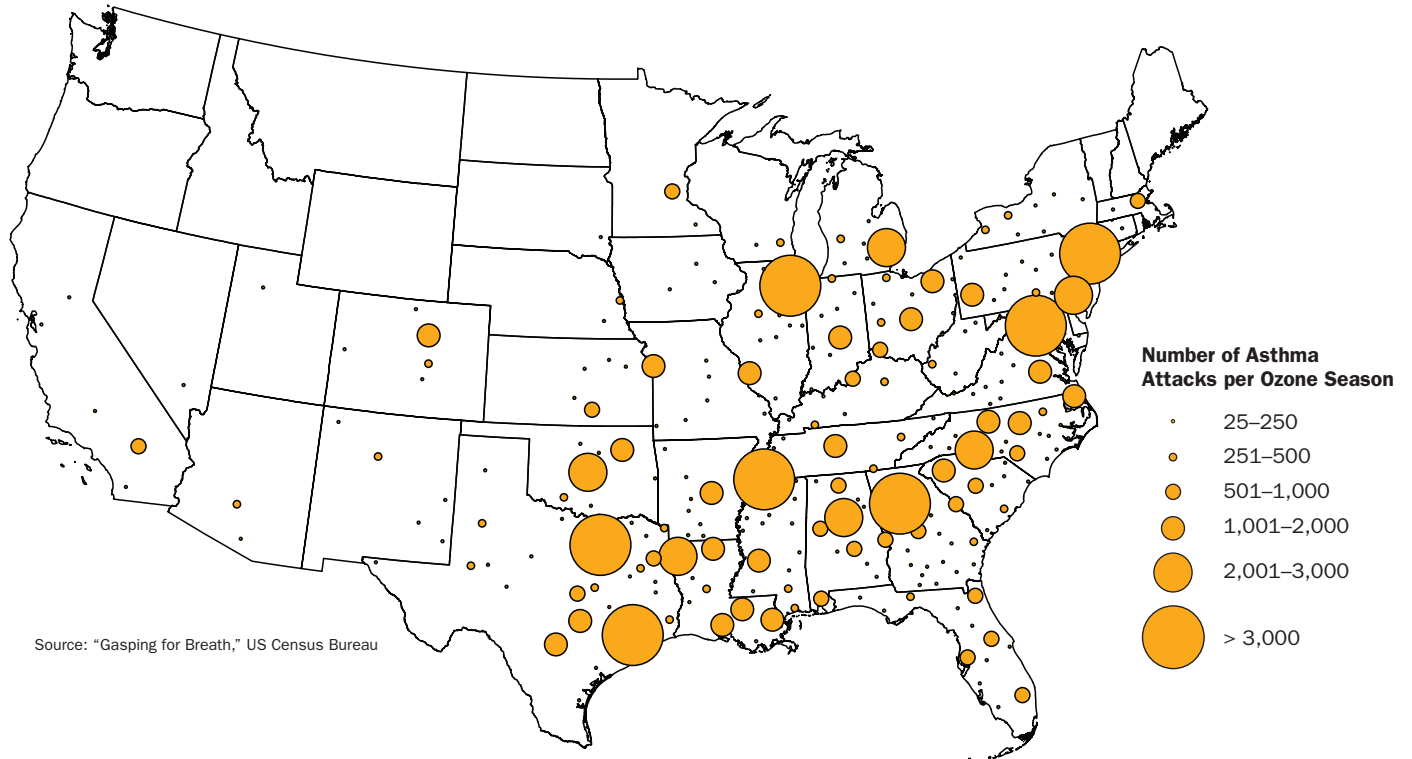 Number of Asthma
Attacks per Ozone Season
25–250
251–500
501–1,000
1,001–2,000
2,001–3,000
> 3,000
Source: “Gasping for Breath,” US Census Bureau